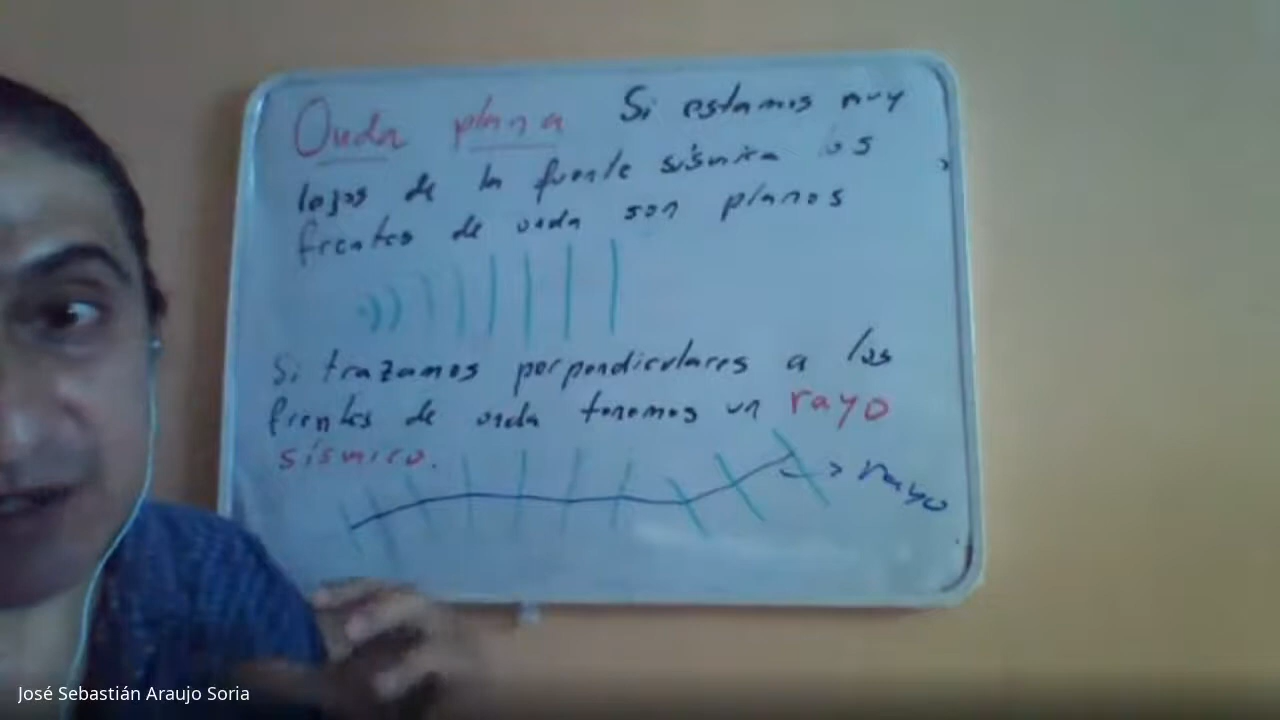 Onda plana Si estamos muy
lejos de la fuente sísmica los
frentes de onda son planos
Si trazamos perpendiculares a los
frentes de onda tenemos un rayo
sísmico.
→ rayo
José Sebastián Araujo Soria